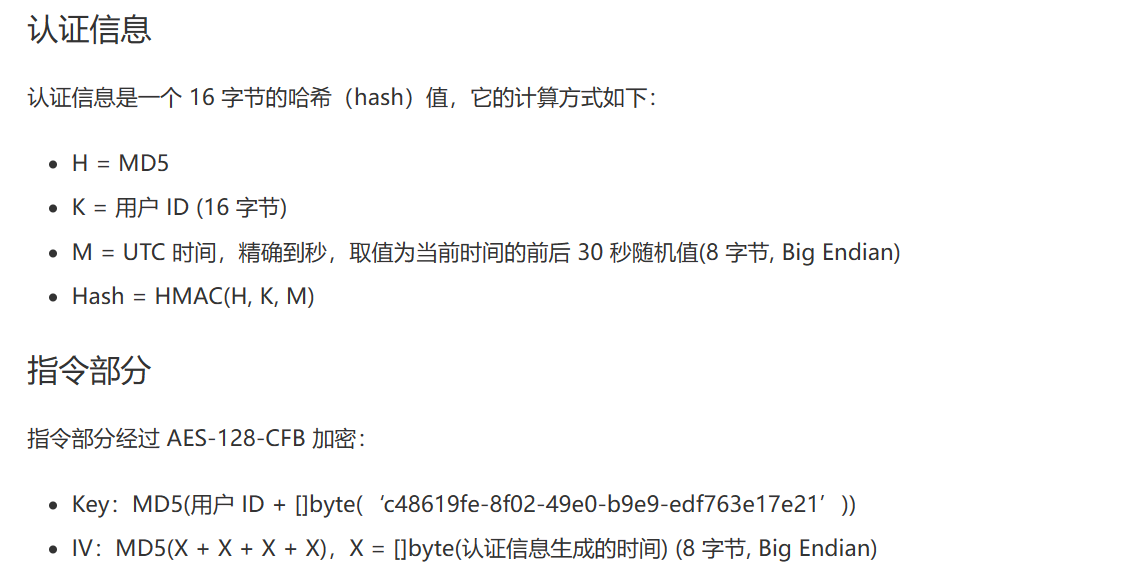 认证信息
认证信息是一个 16 字节的哈希（hash）值，它的计算方式如下：
• H = MD5
• K = 用户 ID (16 字节)
• M = UTC 时间，精确到秒，取值为当前时间的前后 30 秒随机值(8 字节, Big Endian)
• Hash = HMAC(H, K, M)
指令部分
指令部分经过 AES-128-CFB 加密：
• Key：MD5(用户 ID + []byte(‘c48619fe-8f02-49e0-b9e9-edf763e17e21’))
• IV：MD5(X + X + X + X)，X = []byte(认证信息生成的时间) (8 字节, Big Endian)